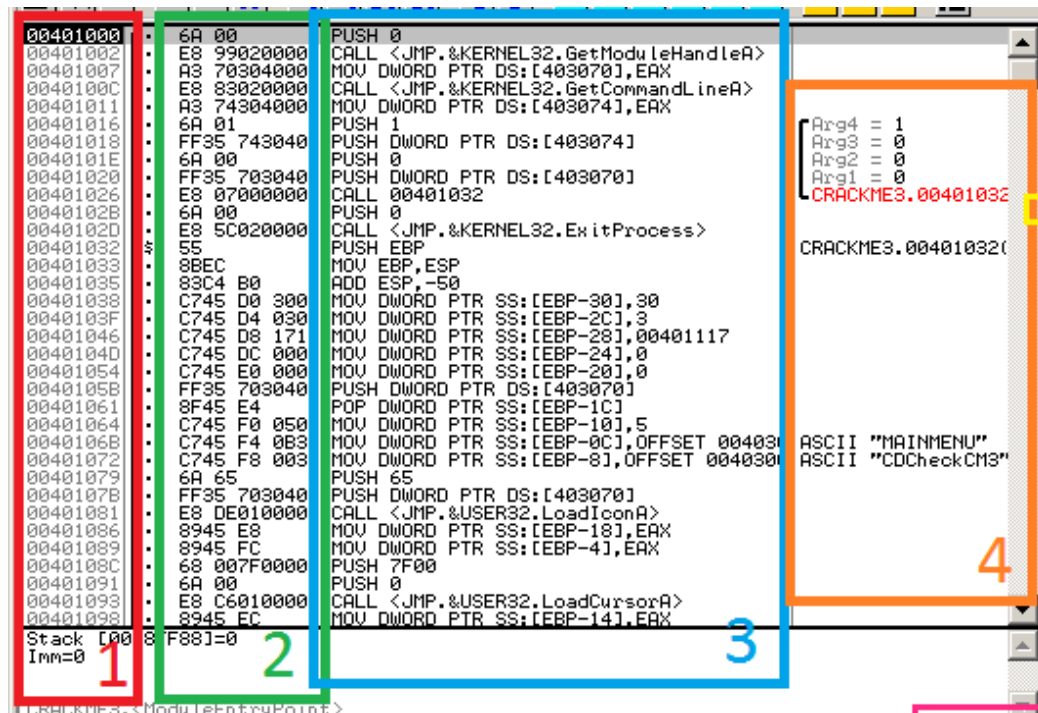 00401000 · 6A 00 PUSH 0
00401002 · E8 99020000 CALL <JMP.&KERNEL32.GetModuleHandleA>
00401007 · A3 70304000 MOV DWORD PTR DS:[403070],EAX
0040100C · E8 83020000 CALL <JMP.&KERNEL32.GetCommandLineA>
00401011 · A3 74304000 MOV DWORD PTR DS:[403074],EAX
00401016 · 6A 01 PUSH 1 Arg4 = 1
00401018 · FF35 743040 PUSH DWORD PTR DS:[403074] Arg3 = 0
0040101E · 6A 00 PUSH 0 Arg2 = 0
00401020 · FF35 703040 PUSH DWORD PTR DS:[403070] Arg1 = 0
00401026 · E8 07000000 CALL 00401032 CRACKME3.00401032
0040102B · 6A 00 PUSH 0
0040102D · E8 5C020000 CALL <JMP.&KERNEL32.ExitProcess>
00401032 $ 55 PUSH EBP CRACKME3.00401032(
00401033 · 8BEC MOV EBP,ESP
00401035 · 83C4 B0 ADD ESP,-50
00401038 · C745 D0 300 MOV DWORD PTR SS:[EBP-30],30
0040103F · C745 D4 030 MOV DWORD PTR SS:[EBP-2C],3
00401046 · C745 D8 171 MOV DWORD PTR SS:[EBP-28],00401117
0040104D · C745 DC 000 MOV DWORD PTR SS:[EBP-24],0
00401054 · C745 E0 000 MOV DWORD PTR SS:[EBP-20],0
0040105B · FF35 703040 PUSH DWORD PTR DS:[403070]
00401061 · 8F45 E4 POP DWORD PTR SS:[EBP-1C]
00401064 · C745 F0 050 MOV DWORD PTR SS:[EBP-10],5
0040106B · C745 F4 0B3 MOV DWORD PTR SS:[EBP-0C],OFFSET 004030 ASCII "MAINMENU"
00401072 · C745 F8 003 MOV DWORD PTR SS:[EBP-8],OFFSET 004030 ASCII "CDCheckCM3"
00401079 · 6A 65 PUSH 65
0040107B · FF35 703040 PUSH DWORD PTR DS:[403070]
00401081 · E8 DE010000 CALL <JMP.&USER32.LoadIconA>
00401086 · 8945 E8 MOV DWORD PTR SS:[EBP-18],EAX
00401089 · 8945 FC MOV DWORD PTR SS:[EBP-4],EAX
0040108C · 68 007F0000 PUSH 7F00
00401091 · 6A 00 PUSH 0
00401093 · E8 C6010000 CALL <JMP.&USER32.LoadCursorA>
00401098 · 8945 EC MOV DWORD PTR SS:[EBP-14],EAX
Stack
Imm=0
1
2
3
4
CRACKME3.<ModuleEntryPoint>